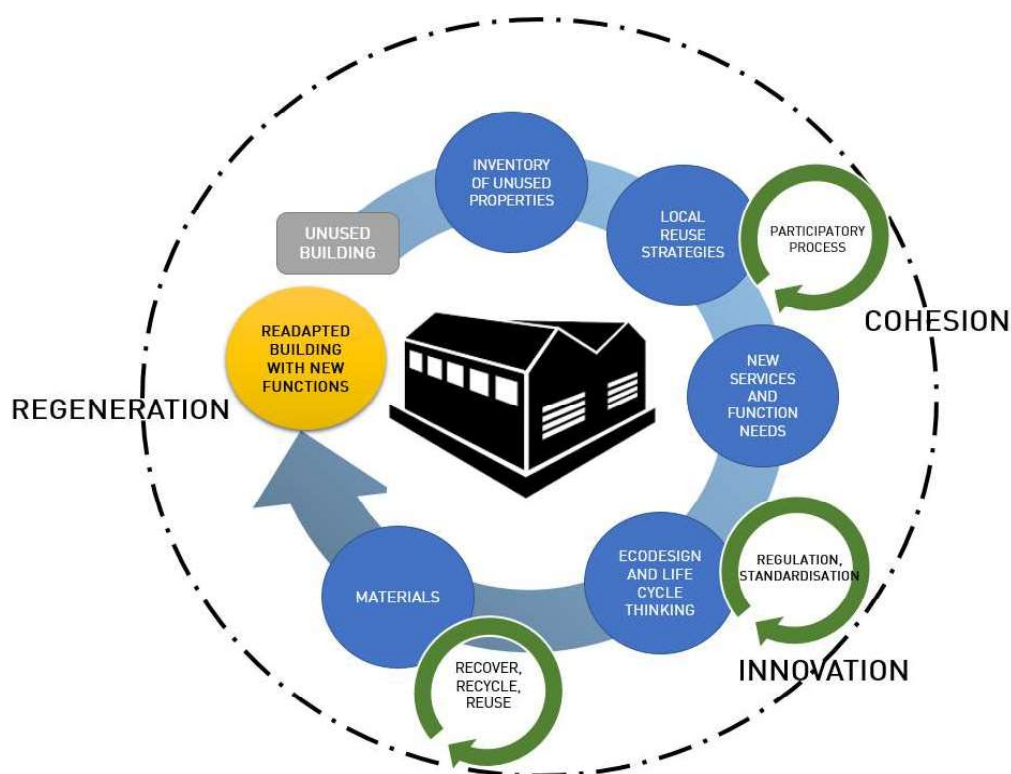 INVENTORY
OF UNUSED
PROPERTIES
LOCAL
REUSE
STRATEGIES
PARTICIPATORY
PROCESS
UNUSED
BUILDING
COHESION
READAPTED
BUILDING
WITH NEW
FUNCTIONS
NEW
SERVICES
AND
FUNCTION
NEEDS
REGENERATION
ECODESIGN
AND LIFE
CYCLE
THINKING
REGULATION,
STANDARDISATION
MATERIALS
INNOVATION
RECOVER,
RECYCLE,
REUSE